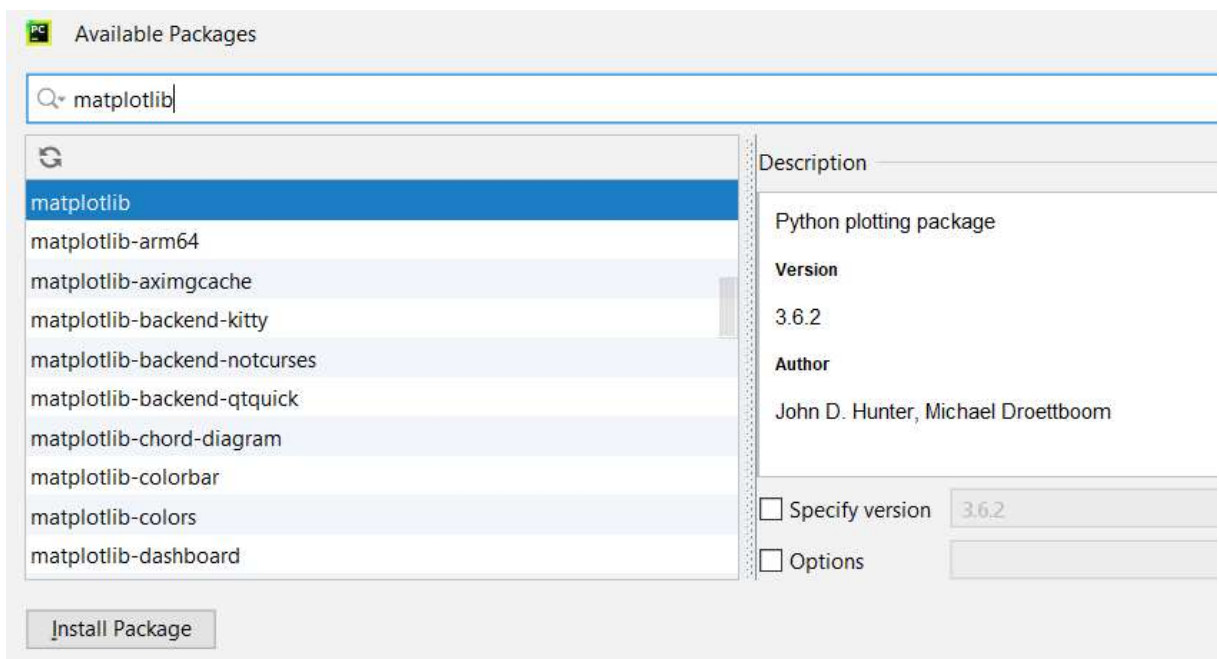 PC
Available Packages
matplotlib
Description
matplotlib
matplotlib-arm64
matplotlib-aximgcache
matplotlib-backend-kitty
matplotlib-backend-notcurses
matplotlib-backend-qtquick
matplotlib-chord-diagram
matplotlib-colorbar
matplotlib-colors
matplotlib-dashboard
Python plotting package
Version
3.6.2
Author
John D. Hunter, Michael Droettboom
Specify version 3.6.2
Options
Install Package